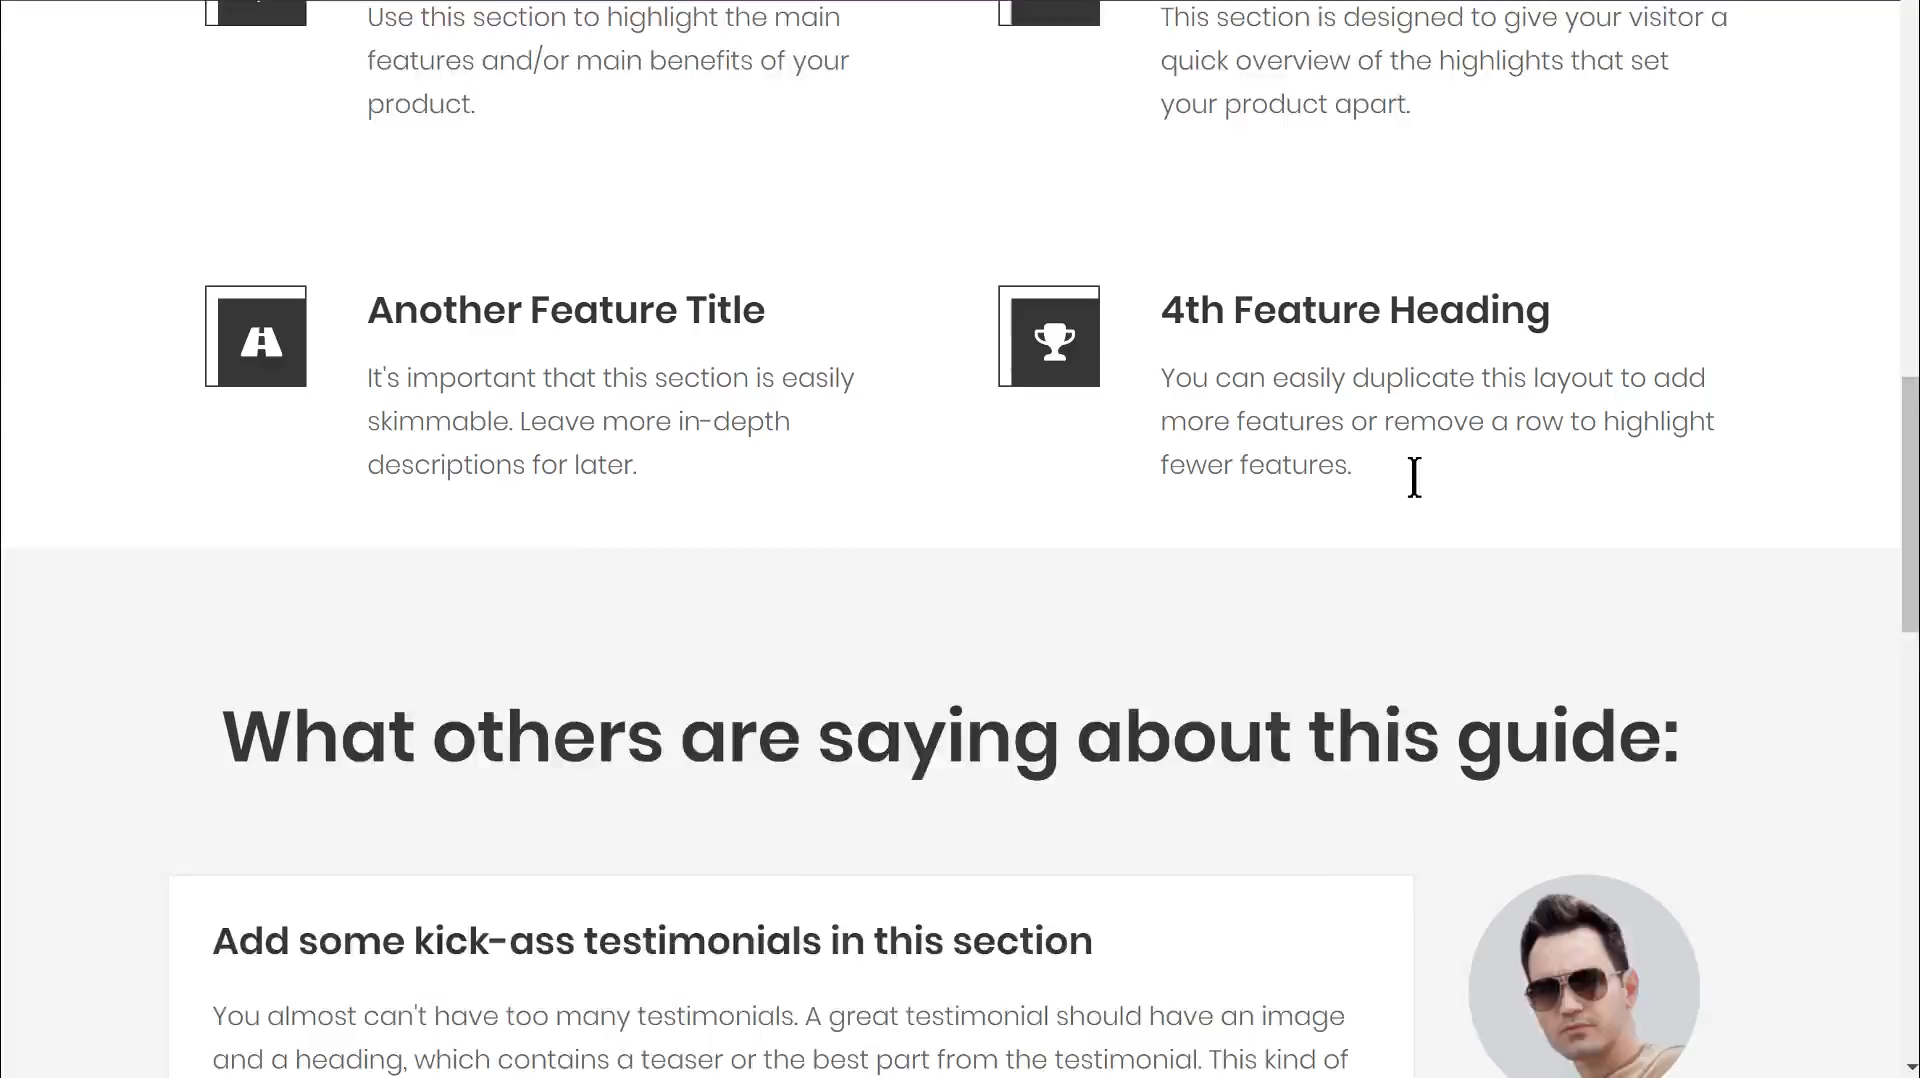 Use this section to highlight the main
features and/or main benefits of your
product.
This section is designed to give your visitor a
quick overview of the highlights that set
your product apart.
Another Feature Title
It's important that this section is easily
skimmable. Leave more in-depth
descriptions for later.
4th Feature Heading
You can easily duplicate this layout to add
more features or remove a row to highlight
fewer features.
What others are saying about this guide:
Add some kick-ass testimonials in this section
You almost can't have too many testimonials. A great testimonial should have an image
and a heading, which contains a teaser or the best part from the testimonial. This kind of